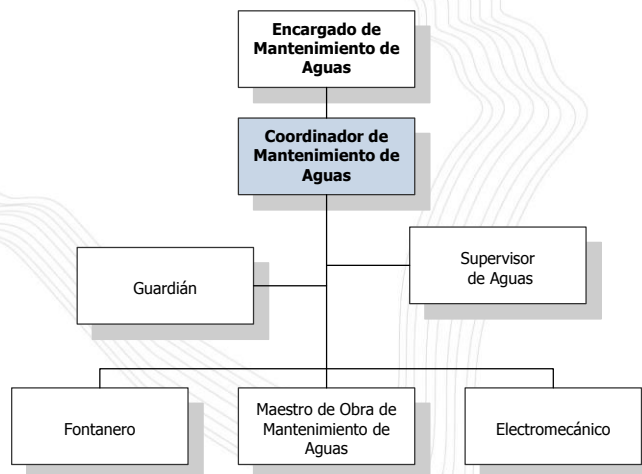 Encargado de
Mantenimiento de
Aguas
Coordinador de
Mantenimiento de
Aguas
Guardián
Supervisor
de Aguas
Fontanero
Maestro de Obra de
Mantenimiento de
Aguas
Electromecánico